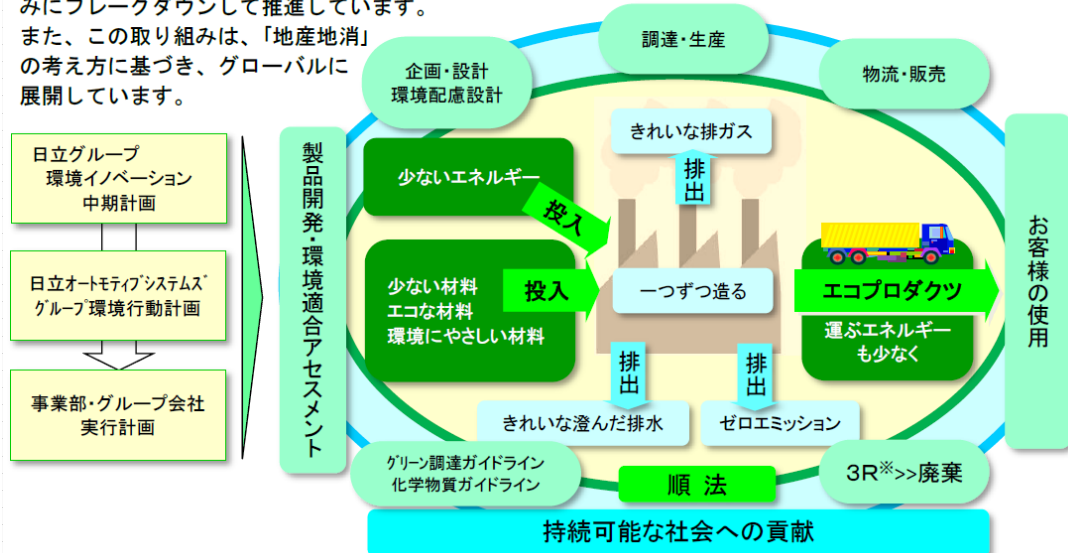 みにブレークダウンして推進しています。
また、この取り組みは、「地産地消」
の考え方に基づき、グローバルに
展開しています。
日立グループ
環境イノベーション
中期計画
日立ｵｰﾄﾓﾃｨﾌﾞｼｽﾃﾑｽﾞ
ｸﾞﾙｰﾌﾟ環境行動計画
事業部・グループ会社
実行計画
製品開発・環境適合アセスメント
企画・設計
環境配慮設計
調達・生産
物流・販売
お客様の使用
少ないエネルギー
投入
少ない材料
エコな材料
環境にやさしい材料
投入
きれいな排ガス
排出
一つずつ造る
エコプロダクツ
運ぶエネルギー
も少なく
排出
排出
きれいな澄んだ排水
ゼロエミッション
ｸﾞﾘｰﾝ調達ガイドライン
化学物質ガイドライン
順 法
3R※>>廃棄
持続可能な社会への貢献